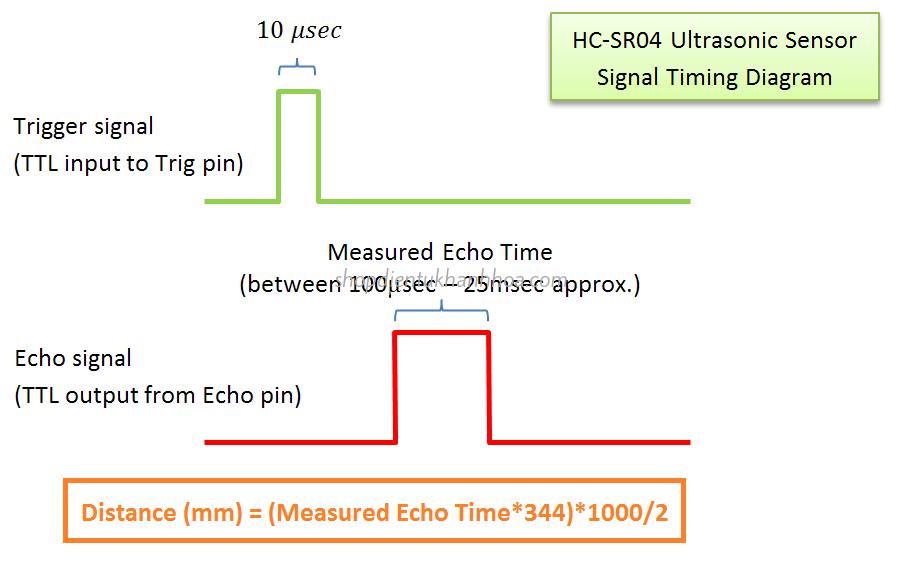 10 μsec
HC-SR04 Ultrasonic Sensor
Signal Timing Diagram
Trigger signal
(TTL input to Trig pin)
Measured Echo Time
(between 100μsec – 25msec approx.)
shopdientukhanhhoa.com
Echo signal
(TTL output from Echo pin)
Distance (mm) = (Measured Echo Time*344)*1000/2